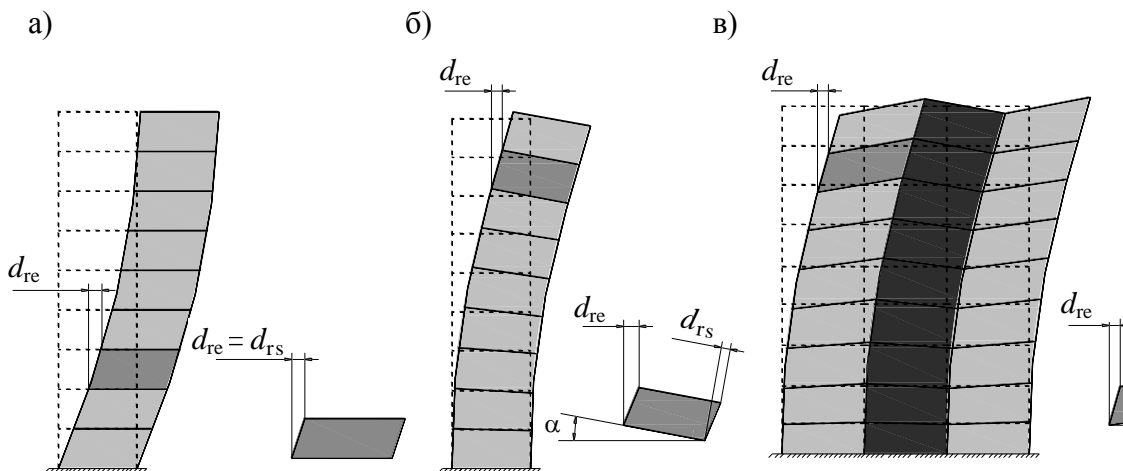 а)
б)
в)
d_re
d_re
d_re
d_re = d_rs
d_re
d_rs
α
d_re